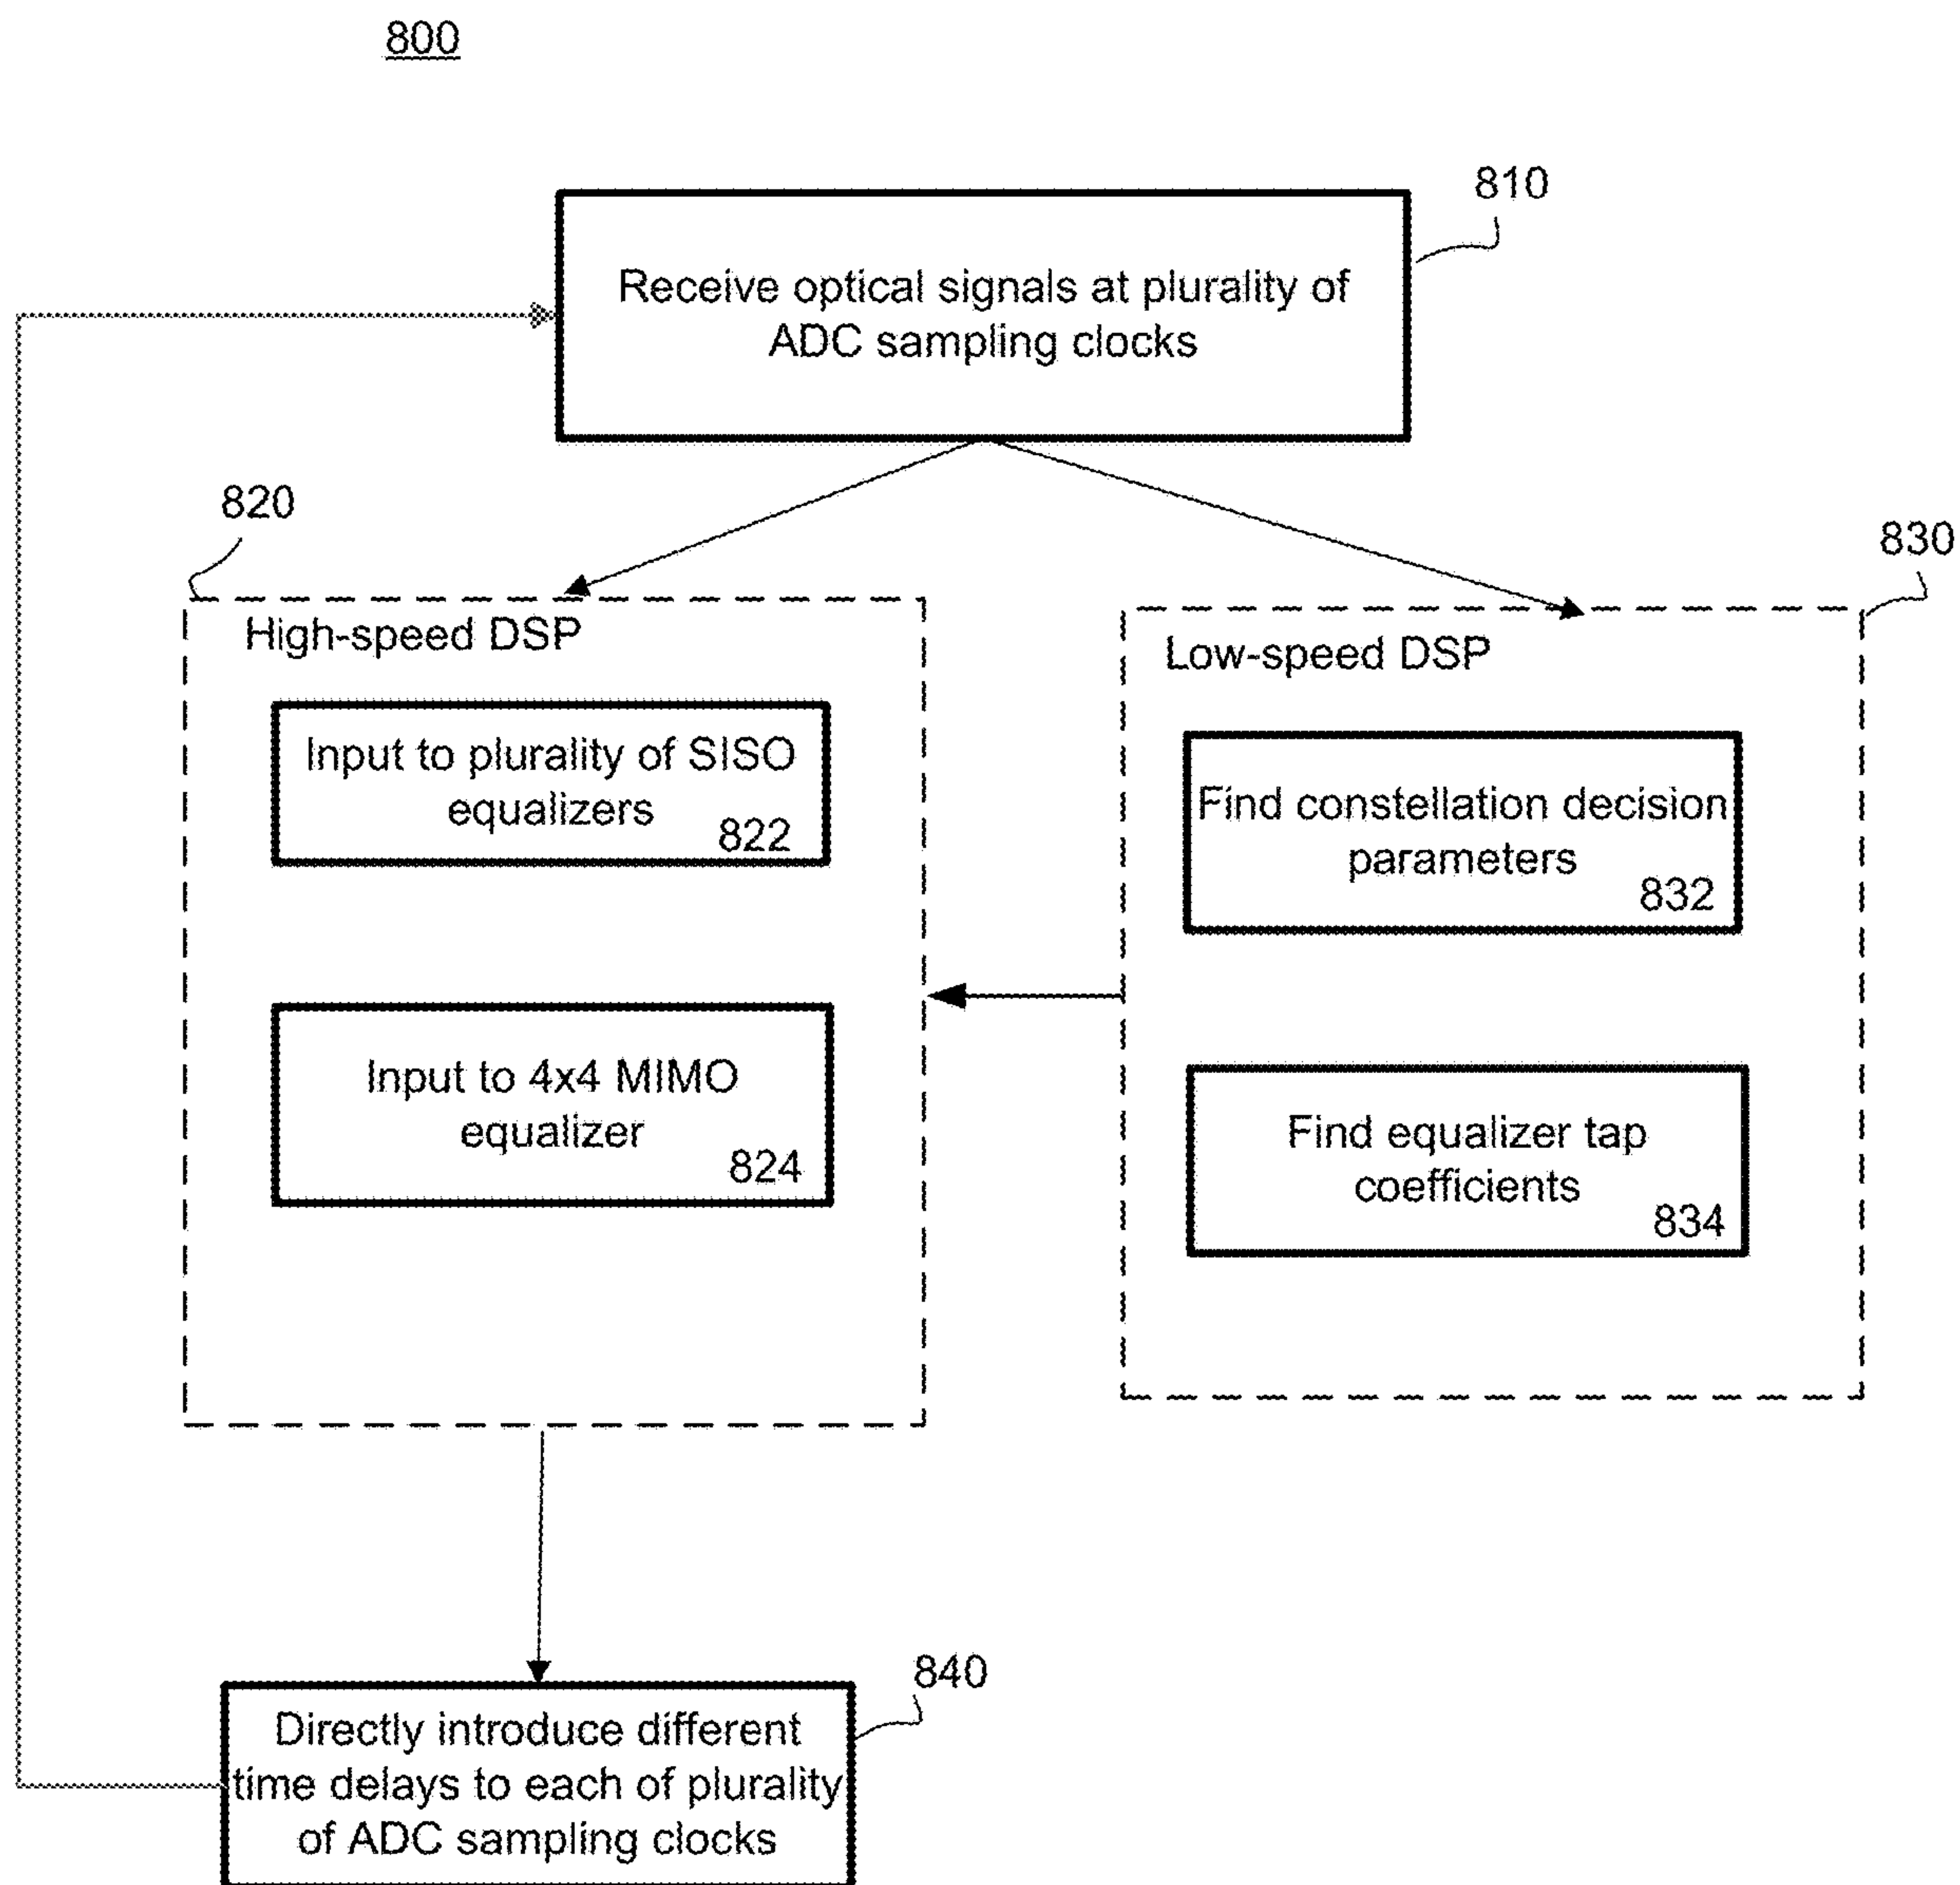 800
810
Receive optical signals at plurality of
ADC sampling clocks
820
830
High-speed DSP
Input to plurality of SISO
equalizers
822
Input to 4x4 MIMO
equalizer
824
Low-speed DSP
Find constellation decision
parameters
832
Find equalizer tap
coefficients
834
840
Directly introduce different
time delays to each of plurality
of ADC sampling clocks